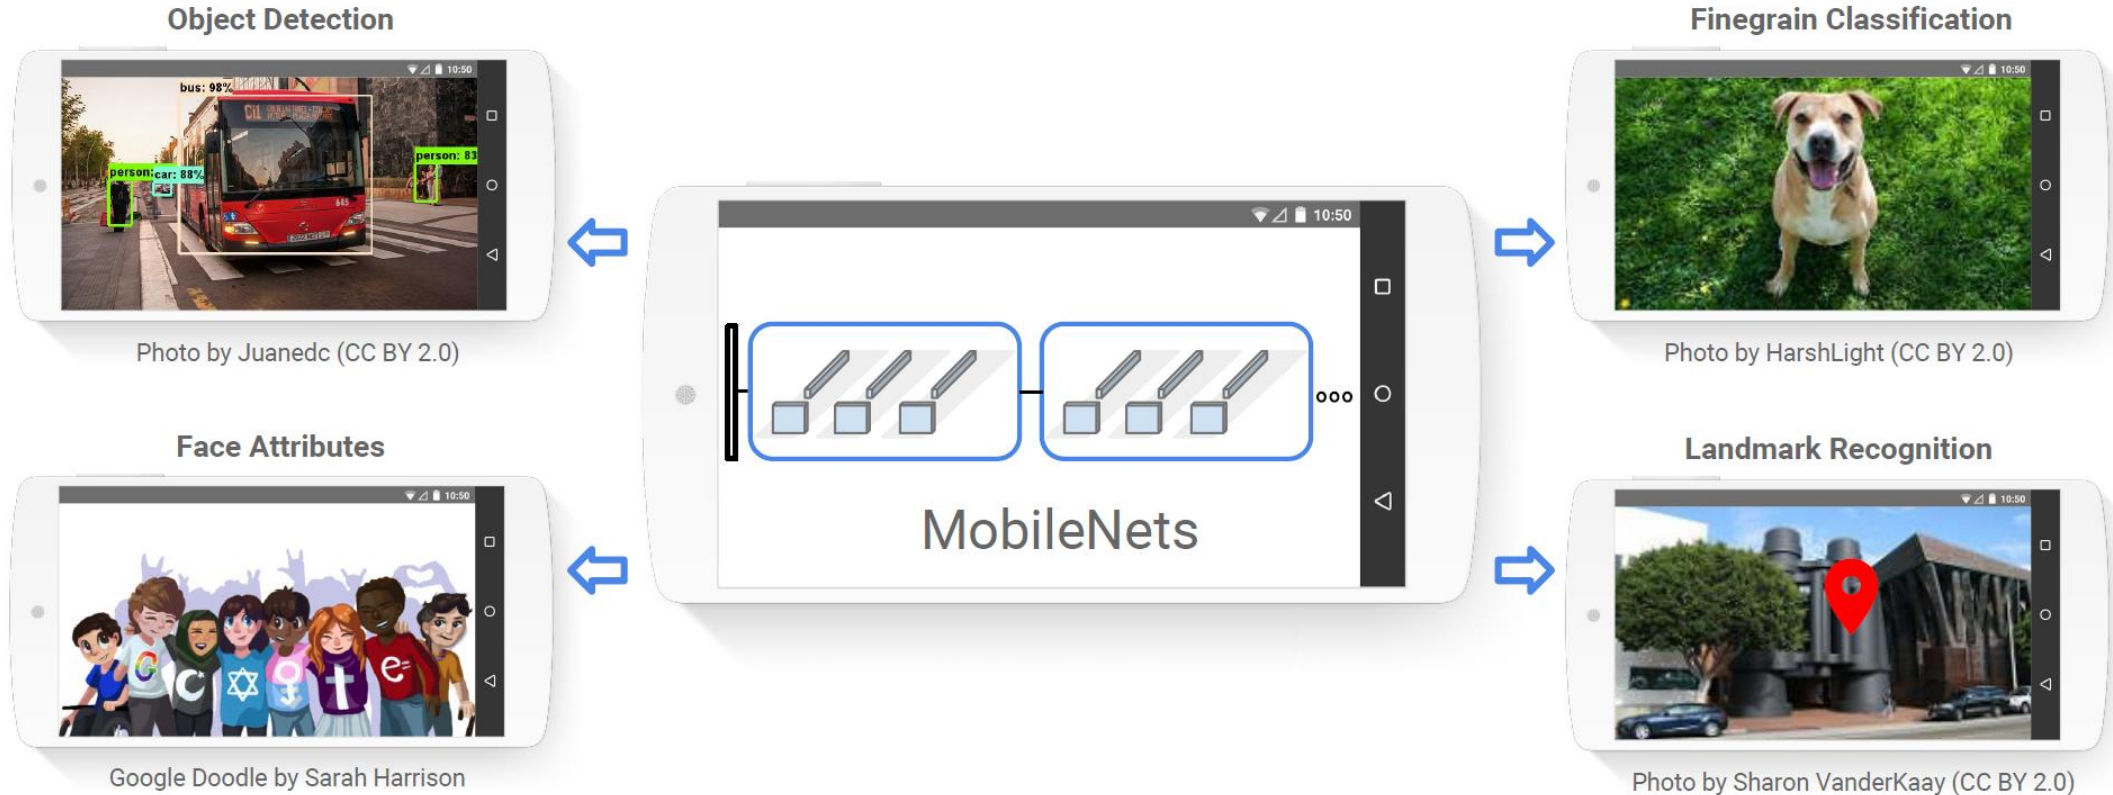 Object Detection
10:50
bus: 98%
Ci1
person: 83
person:
car: 88%
645
Photo by Juanedc (CC BY 2.0)
Face Attributes
10:50
G
t
e=
Google Doodle by Sarah Harrison
10:50
MobileNets
Finegrain Classification
10:50
Photo by HarshLight (CC BY 2.0)
Landmark Recognition
10:50
Photo by Sharon VanderKaay (CC BY 2.0)